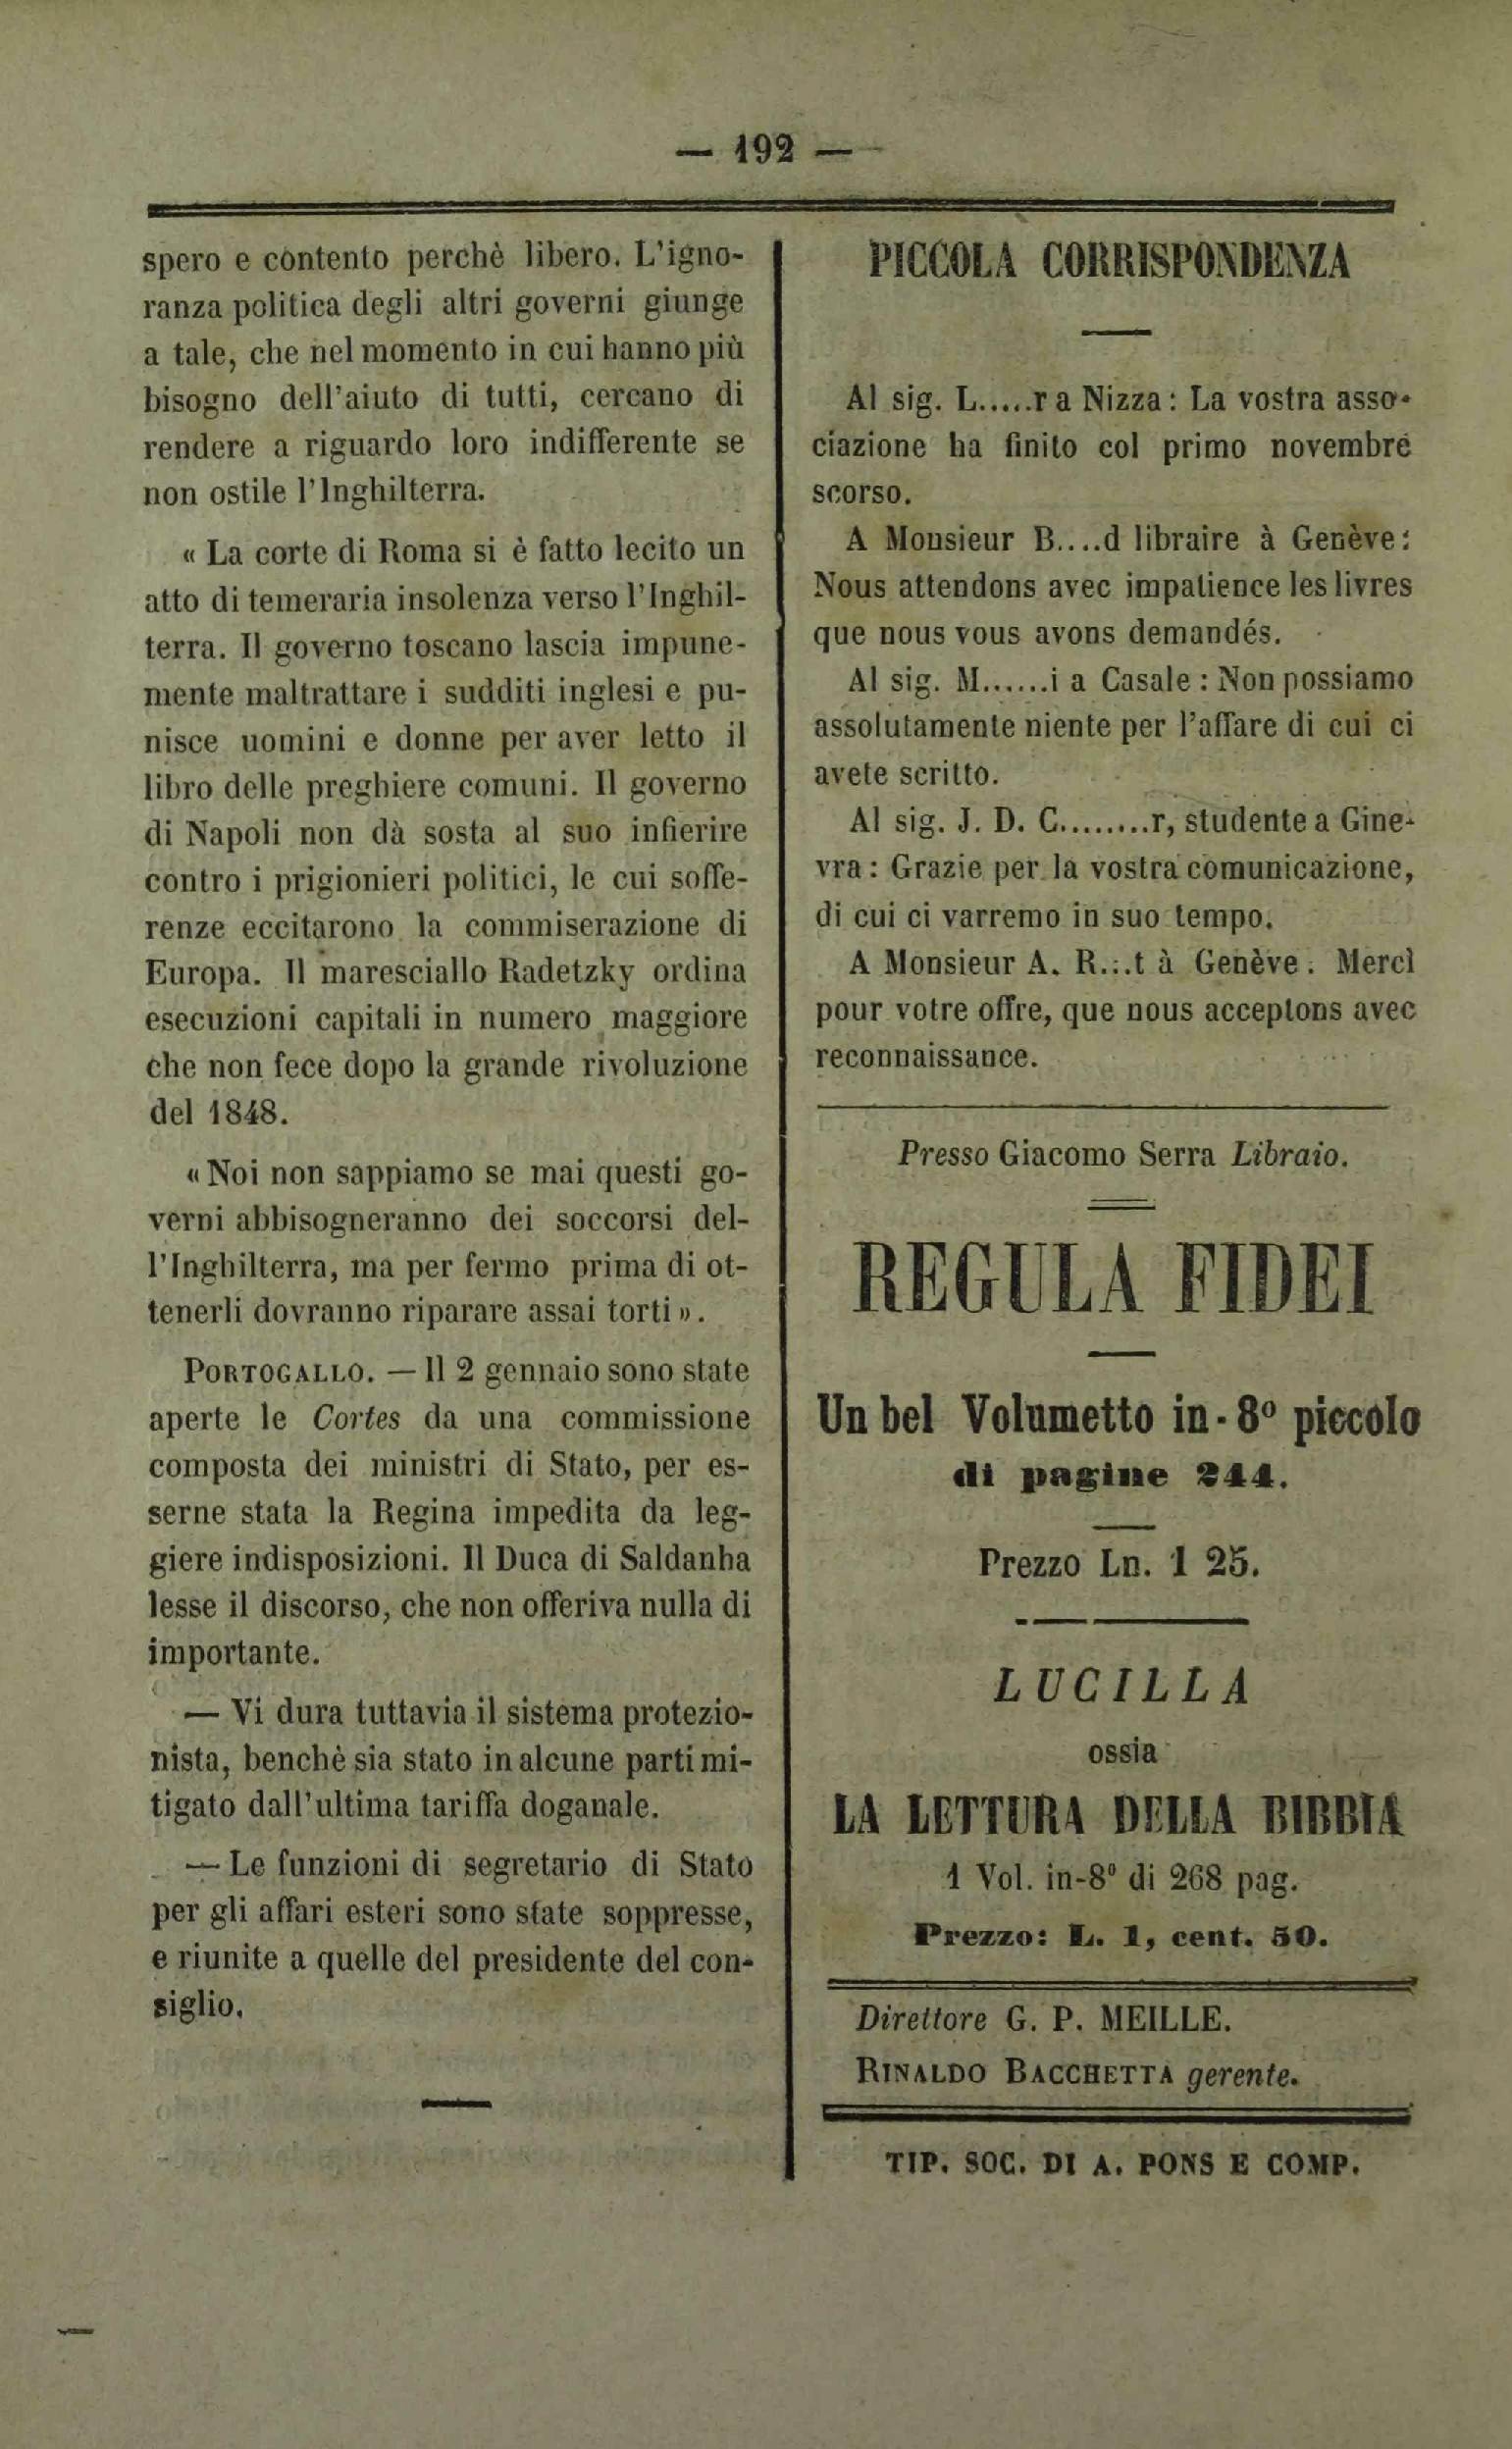 — 192 —
spero e contento perchè libero. L'igno-
ranza politica degli altri governi giunge
a tale, che nel momento in cui hanno più
bisogno dell'aiuto di tutti, cercano di
rendere a riguardo loro indifferente se
non ostile l'Inghilterra.
« La corte di Roma si è fatto lecito un
atto di temeraria insolenza verso l'Inghil-
terra. Il governo toscano lascia impune-
mente maltrattare i sudditi inglesi e pu-
nisce uomini e donne per aver letto il
libro delle preghiere comuni. Il governo
di Napoli non dà sosta al suo infierire
contro i prigionieri politici, le cui soffe-
renze eccitarono la commiserazione di
Europa. Il maresciallo Radetzky ordina
esecuzioni capitali in numero maggiore
che non fece dopo la grande rivoluzione
del 1848.
« Noi non sappiamo se mai questi go-
verni abbisogneranno dei soccorsi del-
l'Inghilterra, ma per fermo prima di ot-
tenerli dovranno riparare assai torti ».
PORTOGALLO. — Il 2 gennaio sono state
aperte le Cortes da una commissione
composta dei ministri di Stato, per es-
serne stata la Regina impedita da leg-
giere indisposizioni. Il Duca di Saldanha
lesse il discorso, che non offeriva nulla di
importante.
— Vi dura tuttavia il sistema protezio-
nista, benchè sia stato in alcune parti mi-
tigato dall'ultima tariffa doganale.
— Le funzioni di segretario di Stato
per gli affari esteri sono state soppresse,
e riunite a quelle del presidente del con-
siglio.
PICCOLA CORRISPONDENZA
Al sig. L.....r a Nizza: La vostra asso-
ciazione ha finito col primo novembre
scorso.
A Monsieur B....d libraire à Genève:
Nous attendons avec impatience les livres
que nous vous avons demandés.
Al sig. M......i a Casale : Non possiamo
assolutamente niente per l'affare di cui ci
avete scritto.
Al sig. J. D. C.........r, studente a Gine-
vra : Grazie per la vostra comunicazione,
di cui ci varremo in suo tempo.
A Monsieur A. R...t à Genève. Merci
pour votre offre, que nous acceptons avec
reconnaissance.
Presso Giacomo Serra Libraio.
REGULA FIDEI
Un bel Volumetto in-8º piccolo
di pagine 244.
Prezzo Ln. 1 25.
LUCILLA
ossia
LA LETTURA DELLA BIBBIA
1 Vol. in-8º di 268 pag.
Prezzo: L. 1, cent. 50.
Direttore G. P. MEILLE.
RINALDO BACCHETTA gerente.
TIP. SOC. DI A. PONS E COMP.